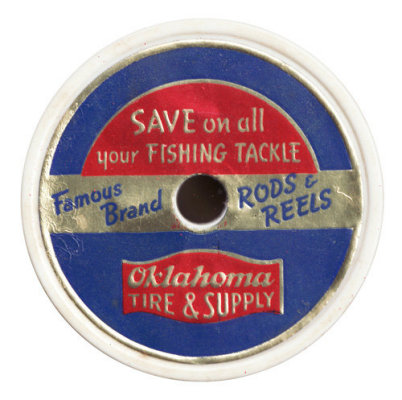 SAVE on all
your FISHING TACKLE
Famous Brand
RODS & REELS
Oklahoma
TIRE & SUPPLY